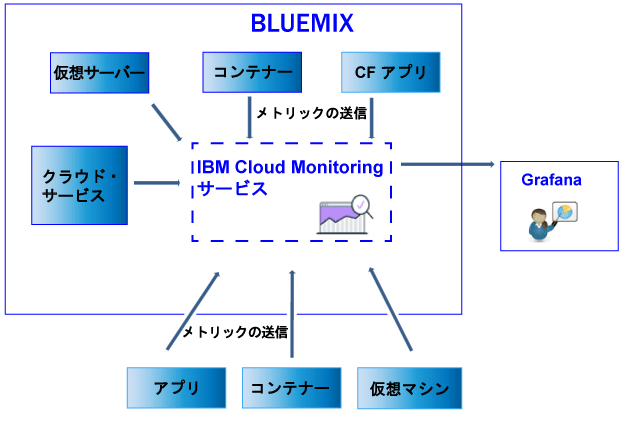 BLUEMIX
仮想サーバー
コンテナー
CF アプリ
メトリックの送信
クラウド・
サービス
IBM Cloud Monitoring
サービス
Grafana
メトリックの送信
アプリ
コンテナー
仮想マシン